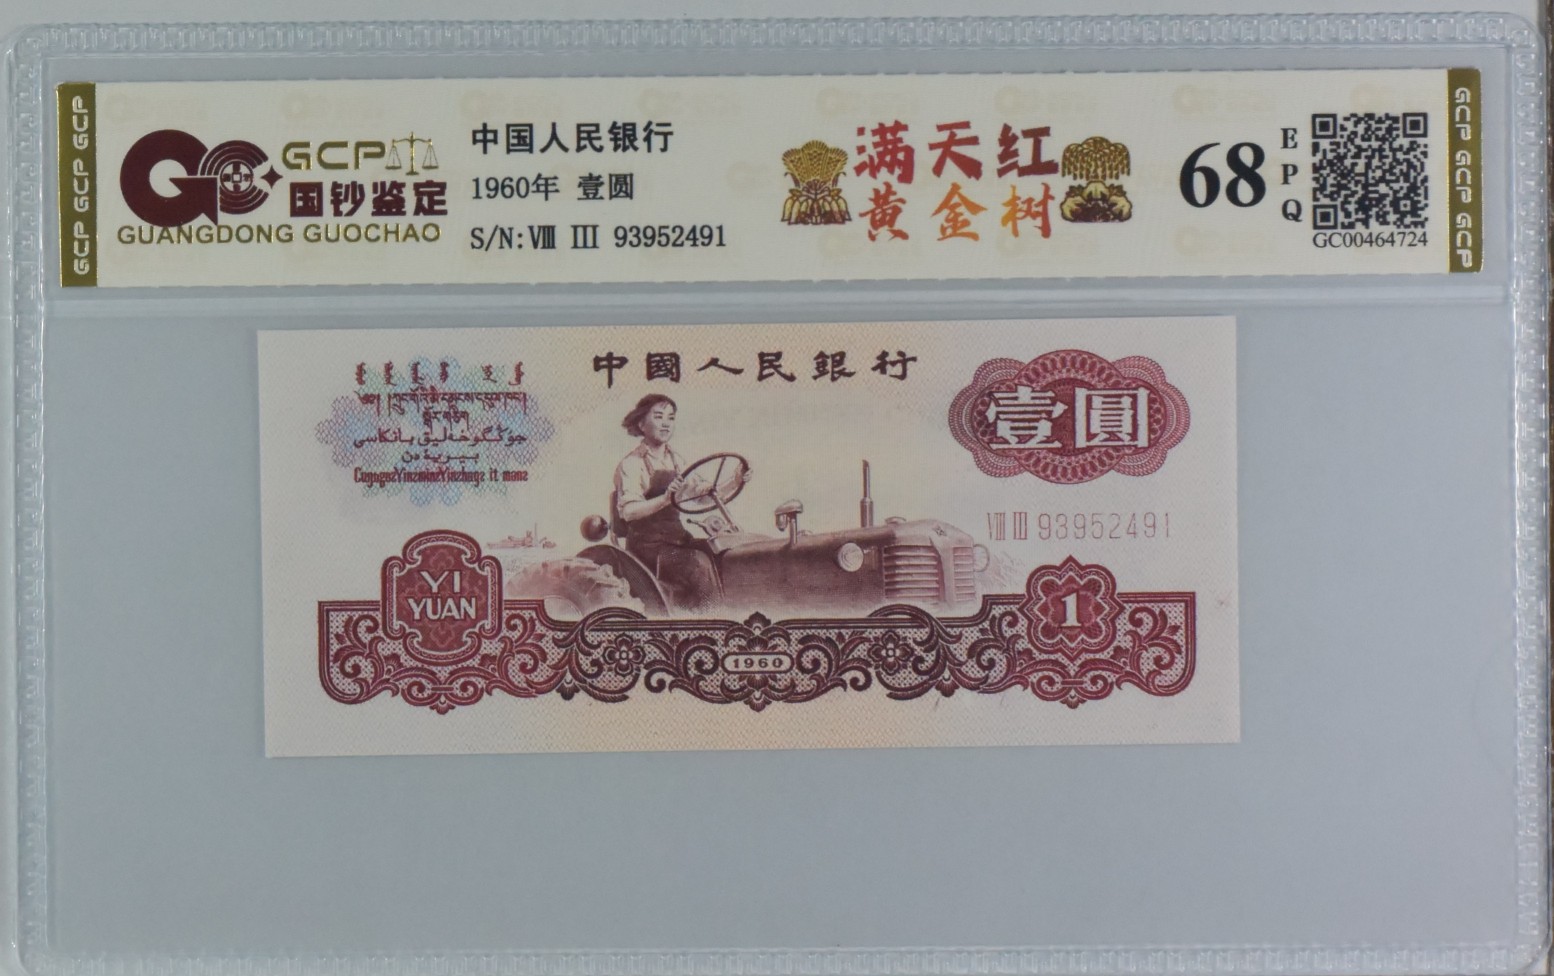 GCP GCP GCP
GCP
国钞鉴定
GUANGDONG GUOCHAO
中国人民银行
1960年 壹圆
S/N:Ⅷ III 93952491
满天红
黄金树
68
EPQ
GC00464724
GCP GCP GCP
中國人民銀行
壹圓
Ⅷ Ⅲ 93952491
YI
YUAN
1
1960